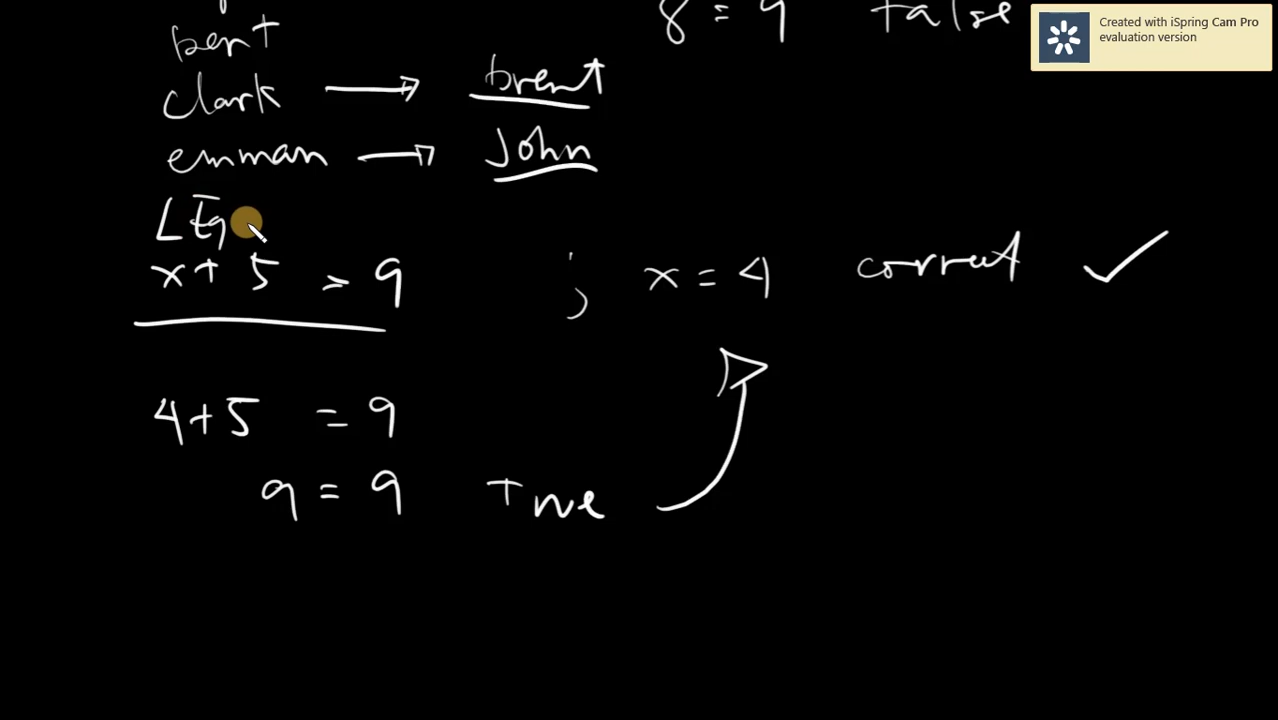 8 = 9 false
Created with iSpring Cam Pro
evaluation version
bent
clark → brent
emman → John
LEq
x + 5 = 9 ; x = 4 correct ✓
4 + 5 = 9
9 = 9 True